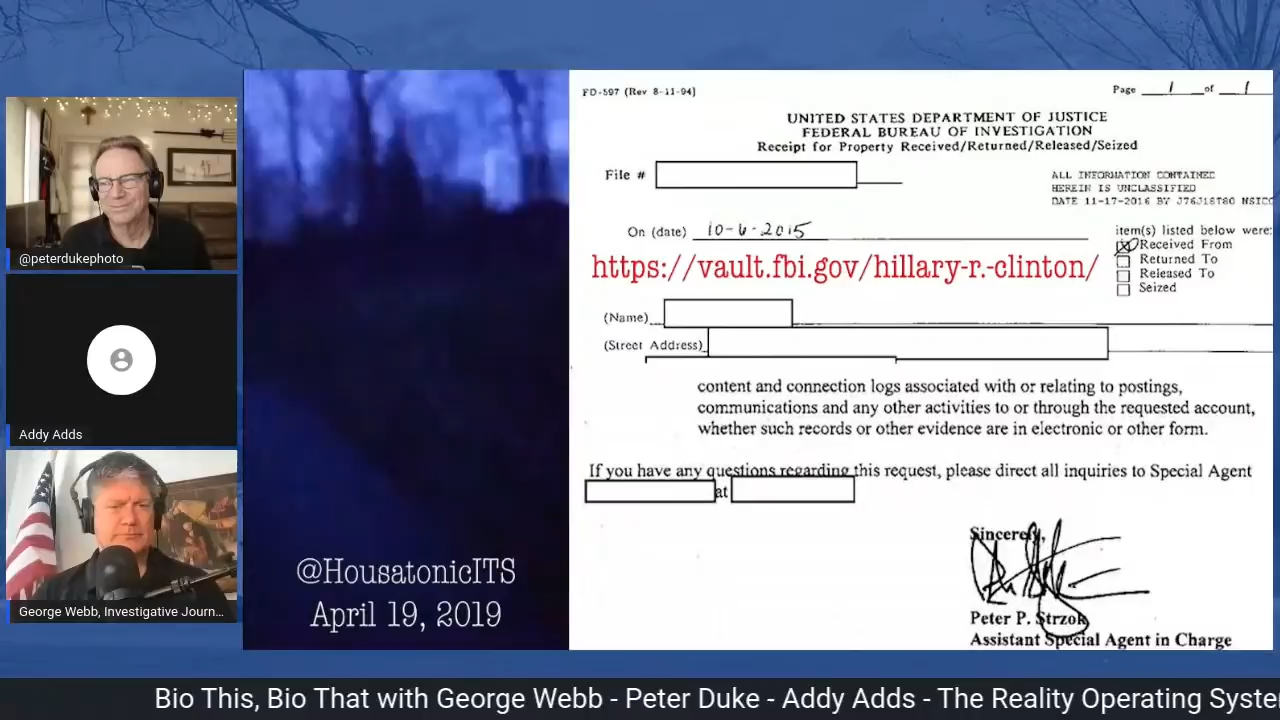 @peterdukephoto
Addy Adds
George Webb, Investigative Journ...
@HousatonicITS
April 19, 2019
FD-597 (Rev 8-11-94)
Page 1 of 1
UNITED STATES DEPARTMENT OF JUSTICE
FEDERAL BUREAU OF INVESTIGATION
Receipt for Property Received/Returned/Released/Seized
File #
ALL INFORMATION CONTAINED
HEREIN IS UNCLASSIFIED
DATE 11-17-2016 BY J76J18T80 NSICG
On (date) 10-6-2015
item(s) listed below were:
Received From
Returned To
Released To
Seized
https://vault.fbi.gov/hillary-r.-clinton/
(Name)
(Street Address)
content and connection logs associated with or relating to postings,
communications and any other activities to or through the requested account,
whether such records or other evidence are in electronic or other form.
If you have any questions regarding this request, please direct all inquiries to Special Agent
at
Sincerely,
Peter P. Strzok
Assistant Special Agent in Charge
Bio This, Bio That with George Webb - Peter Duke - Addy Adds - The Reality Operating Syste